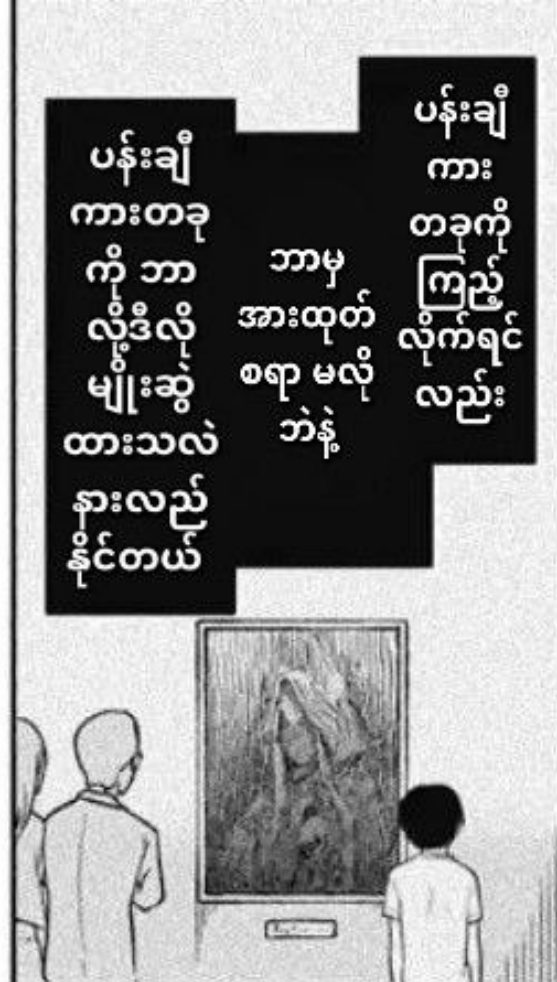 ပန်းချီ
ကား
တခုကို
ကြည့်
လိုက်ရင်
လည်း
ဘာမှ
အားထုတ်
စရာ မလို
ဘဲနဲ့
ပန်းချီ
ကားတခု
ကို ဘာ
လို့ဒီလို
မျိုးဆွဲ
ထားသလဲ
နားလည်
နိုင်တယ်